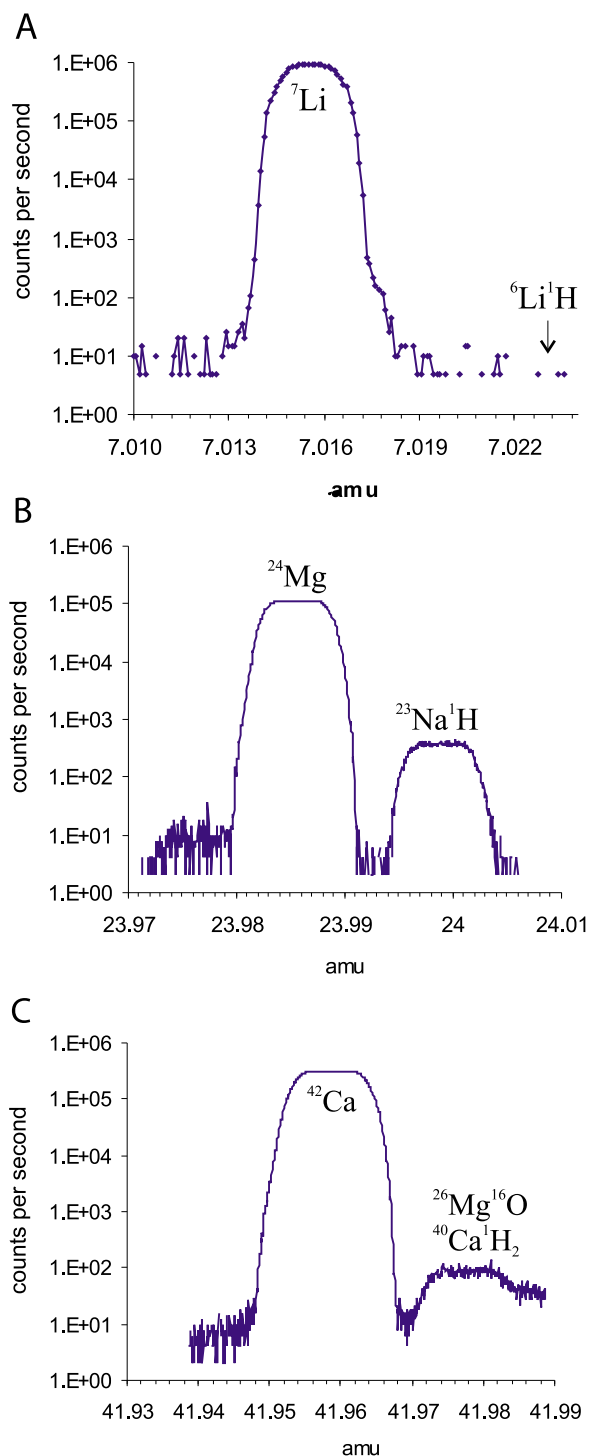 A
1.E+06
1.E+05
1.E+04
1.E+03
1.E+02
1.E+01
1.E+00
counts per second
⁷Li
⁶Li¹H
7.010 7.013 7.016 7.019 7.022
amu
B
1.E+06
1.E+05
1.E+04
1.E+03
1.E+02
1.E+01
1.E+00
counts per second
²⁴Mg
²³Na¹H
23.97 23.98 23.99 24 24.01
amu
C
1.E+06
1.E+05
1.E+04
1.E+03
1.E+02
1.E+01
1.E+00
counts per second
⁴²Ca
²⁶Mg¹⁶O
⁴⁰Ca¹H₂
41.93 41.94 41.95 41.96 41.97 41.98 41.99
amu